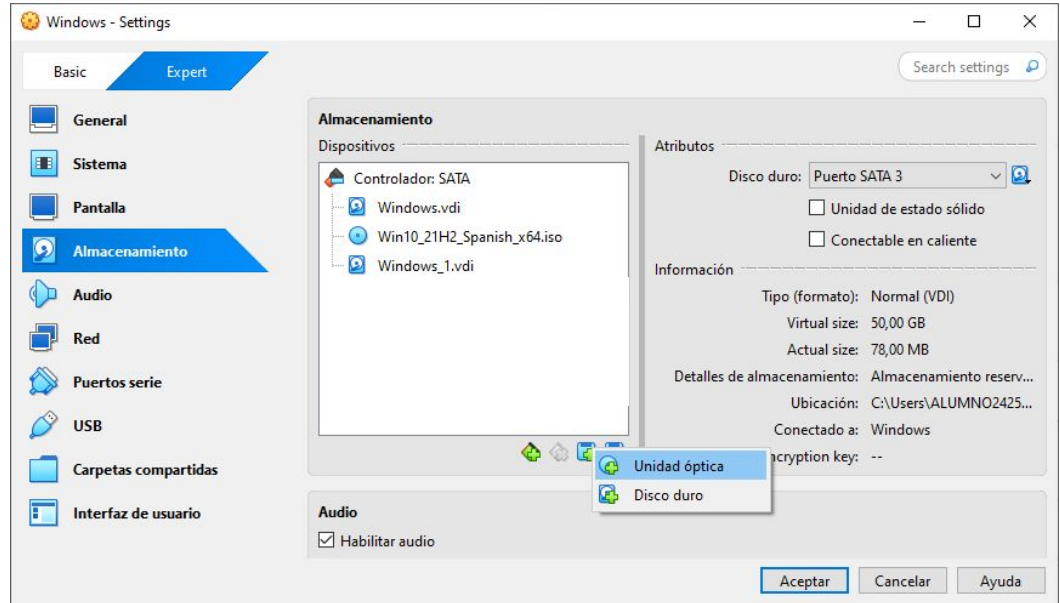 Windows - Settings
Basic
Expert
Search settings
General
Sistema
Pantalla
Almacenamiento
Audio
Red
Puertos serie
USB
Carpetas compartidas
Interfaz de usuario
Almacenamiento
Dispositivos
Controlador: SATA
Windows.vdi
Win10_21H2_Spanish_x64.iso
Windows_1.vdi
Atributos
Disco duro: Puerto SATA 3
Unidad de estado sólido
Conectable en caliente
Información
Tipo (formato): Normal (VDI)
Virtual size: 50,00 GB
Actual size: 78,00 MB
Detalles de almacenamiento: Almacenamiento reserv...
Ubicación: C:\Users\ALUMNO2425...
Conectado a: Windows
ncryption key: --
Unidad óptica
Disco duro
Audio
Habilitar audio
Aceptar
Cancelar
Ayuda